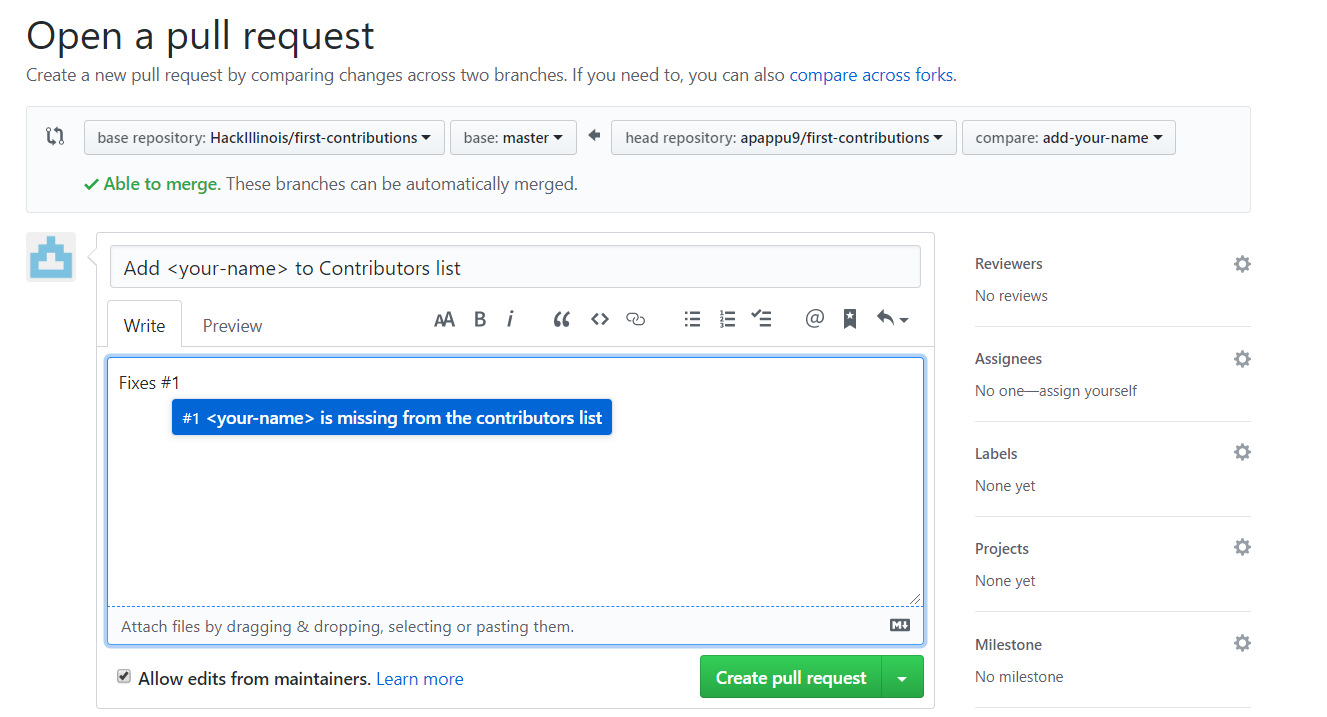 Open a pull request
Create a new pull request by comparing changes across two branches. If you need to, you can also compare across forks.
base repository: HackIllinois/first-contributions base: master head repository: apappu9/first-contributions compare: add-your-name
Able to merge. These branches can be automatically merged.
Add <your-name> to Contributors list
Write Preview
AA B i
Fixes #1
#1 <your-name> is missing from the contributors list
Attach files by dragging & dropping, selecting or pasting them.
Allow edits from maintainers. Learn more
Create pull request
Reviewers
No reviews
Assignees
No one—assign yourself
Labels
None yet
Projects
None yet
Milestone
No milestone